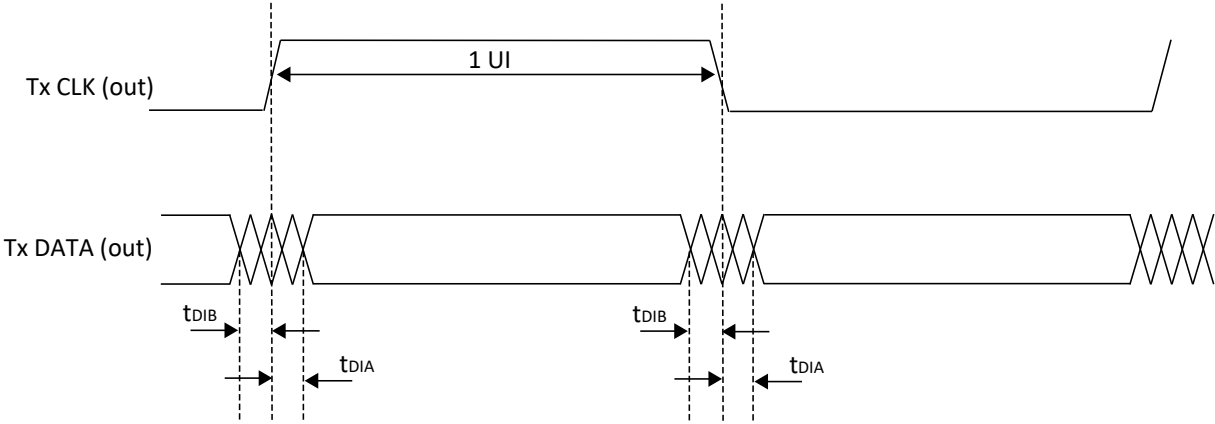 1 UI
Tx CLK (out)
Tx DATA (out)
tDIB
tDIB
tDIA
tDIA